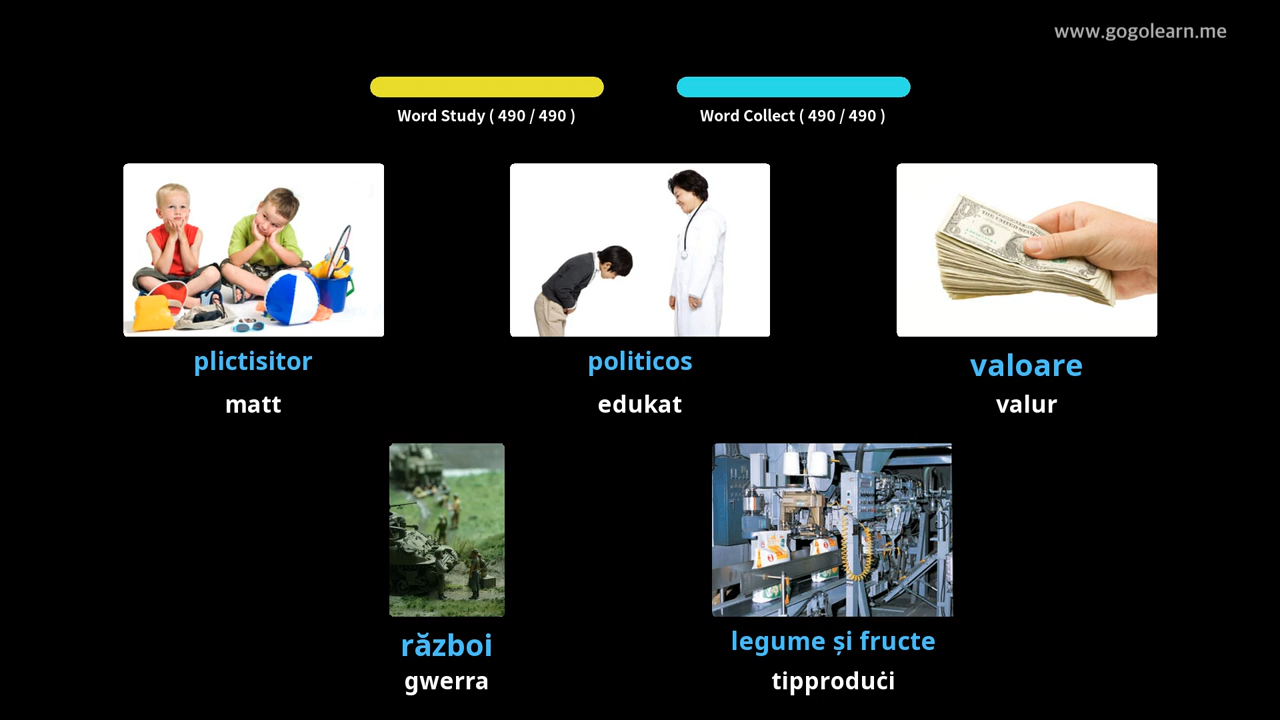 www.gogolearn.me
Word Study ( 490 / 490 )
Word Collect ( 490 / 490 )
plictisitor
matt
politicos
edukat
valoare
valur
război
gwerra
legume și fructe
tipproduċi